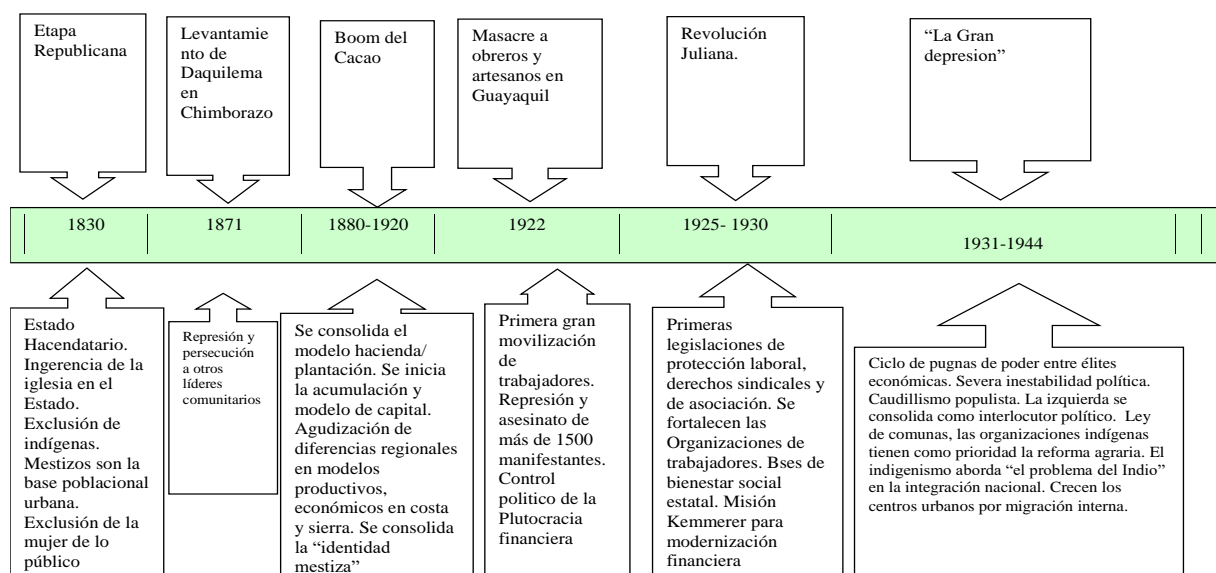 Etapa
Republicana
Levantamie
nto de
Daquilema
en
Chimborazo
Boom del
Cacao
Masacre a
obreros y
artesanos en
Guayaquil
Revolución
Juliana.
“La Gran
depresion”
1830
1871
1880-1920
1922
1925- 1930
1931-1944
Estado
Hacendatario.
Ingerencia de la
iglesia en el
Estado.
Exclusión de
indígenas.
Mestizos son la
base poblacional
urbana.
Exclusión de la
mujer de lo
público
Represión y
persecución
a otros
líderes
comunitarios
Se consolida el
modelo hacienda/
plantación. Se inicia
la acumulación y
modelo de capital.
Agudización de
diferencias regionales
en modelos
productivos,
económicos en costa
y sierra. Se consolida
la “identidad
mestiza”
Primera gran
movilización
de
trabajadores.
Represión y
asesinato de
más de 1500
manifestantes.
Control
politico de la
Plutocracia
financiera
Primeras
legislaciones de
protección laboral,
derechos sindicales y
de asociación. Se
fortalecen las
Organizaciones de
trabajadores. Bses de
bienestar social
estatal. Misión
Kemmerer para
modernización
financiera
Ciclo de pugnas de poder entre élites
económicas. Severa inestabilidad política.
Caudillismo populista. La izquierda se
consolida como interlocutor político. Ley
de comunas, las organizaciones indígenas
tienen como prioridad la reforma agraria. El
indigenismo aborda “el problema del Indio”
en la integración nacional. Crecen los
centros urbanos por migración interna.